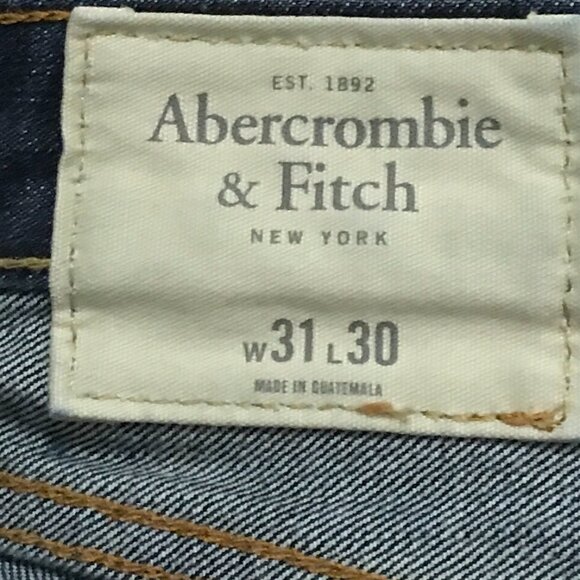 EST. 1892
Abercrombie
& Fitch
NEW YORK
W31 L30
MADE IN GUATEMALA